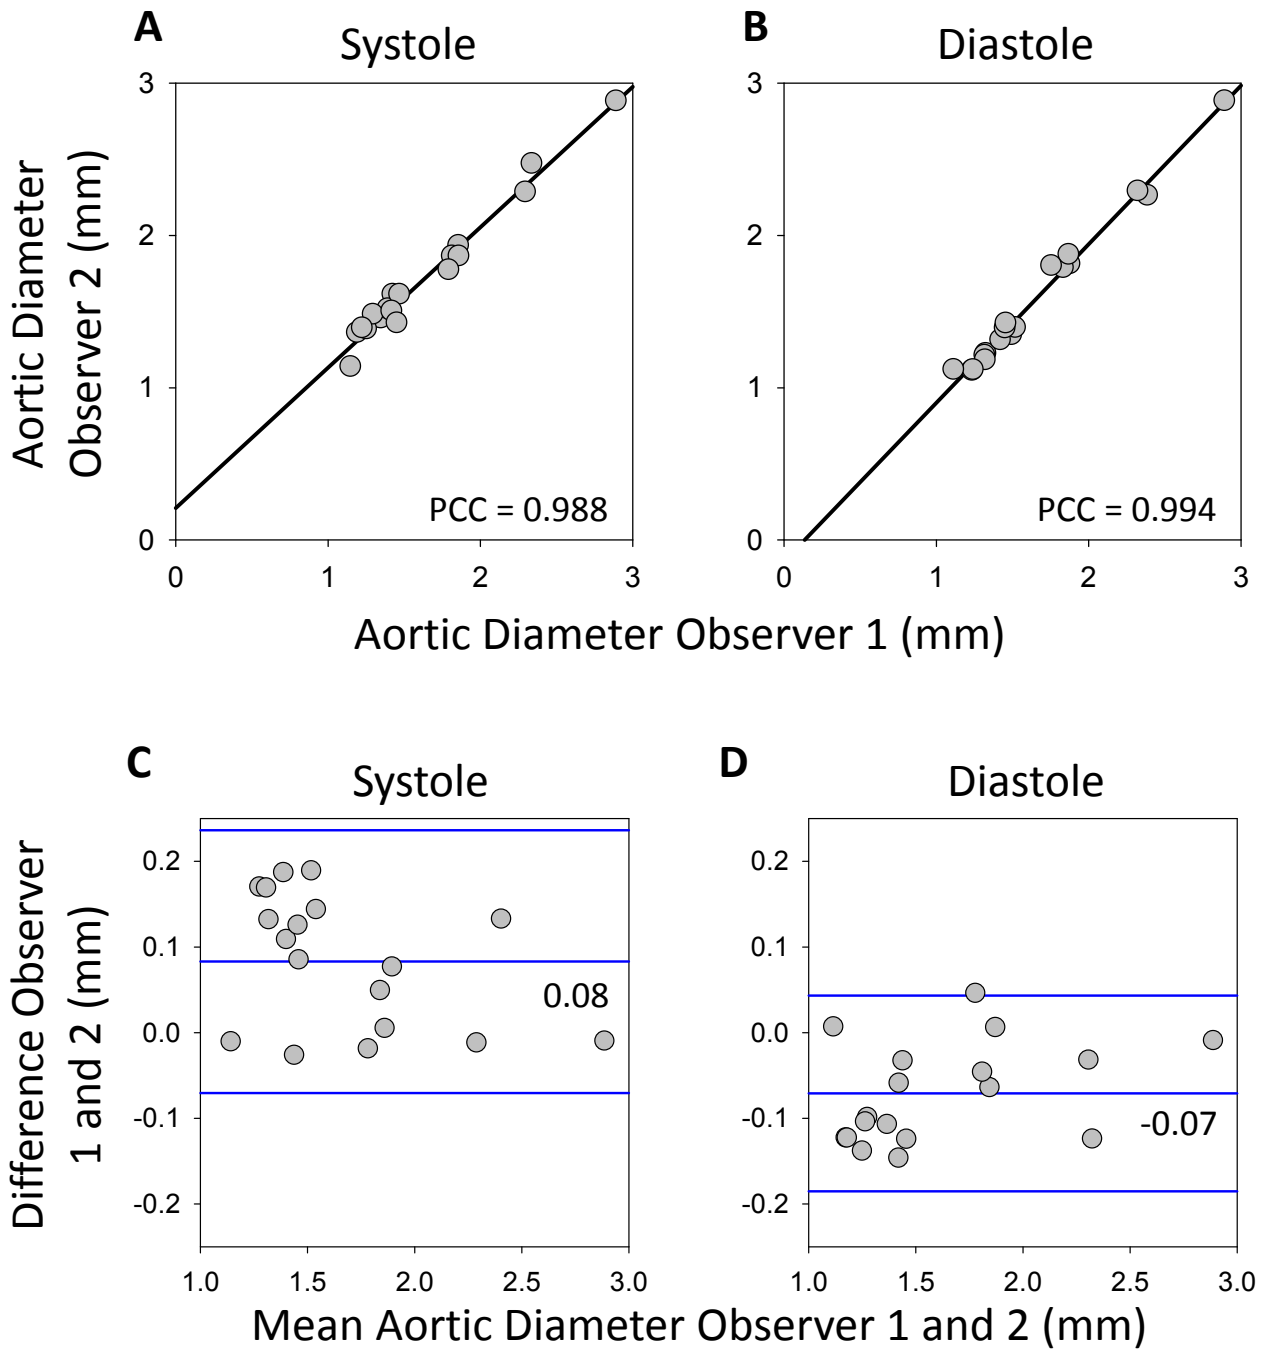 A
Systole
B
Diastole
Aortic Diameter
Observer 2 (mm)
3
2
1
0
PCC = 0.988
0
1
2
3
3
2
1
0
PCC = 0.994
0
1
2
3
Aortic Diameter Observer 1 (mm)
C
Systole
D
Diastole
Difference Observer
1 and 2 (mm)
0.2
0.1
0.0
-0.1
-0.2
0.08
1.0
1.5
2.0
2.5
3.0
0.2
0.1
0.0
-0.1
-0.2
-0.07
1.0
1.5
2.0
2.5
3.0
Mean Aortic Diameter Observer 1 and 2 (mm)